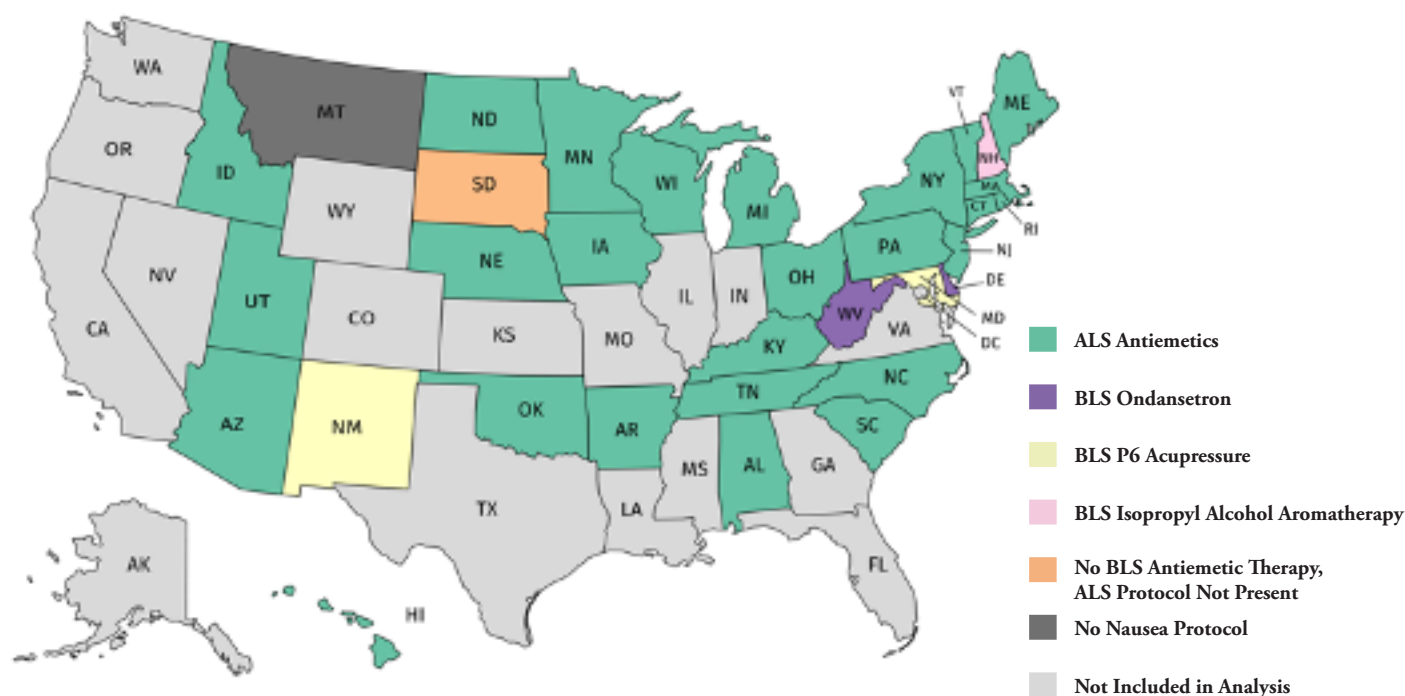 WA
MT
ND
VT
ME
OR
MN
NH
ID
SD
WI
NY
MA
WY
MI
CT
RI
IA
PA
NJ
NE
NV
OH
DE
UT
IL
IN
CO
WV
MD
CA
KS
MO
VA
DC
KY
NC
TN
OK
AZ
NM
AR
SC
MS
AL
GA
TX
LA
AK
FL
HI
ALS Antiemetics
BLS Ondansetron
BLS P6 Acupressure
BLS Isopropyl Alcohol Aromatherapy
No BLS Antiemetic Therapy,
ALS Protocol Not Present
No Nausea Protocol
Not Included in Analysis